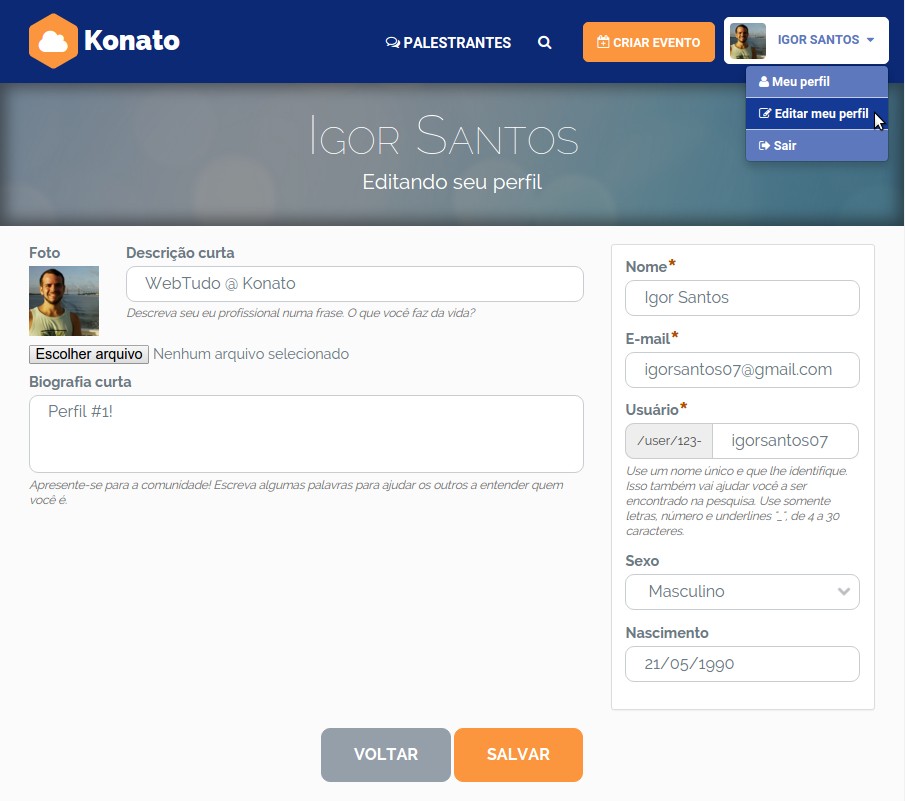 Konato
PALESTRANTES
CRIAR EVENTO
IGOR SANTOS
Meu perfil
Editar meu perfil
Sair
Igor Santos
Editando seu perfil
Foto
Descrição curta
WebTudo @ Konato
Descreva seu eu profissional numa frase. O que você faz da vida?
Escolher arquivo Nenhum arquivo selecionado
Biografia curta
Perfil #1!
Apresente-se para a comunidade! Escreva algumas palavras para ajudar os outros a entender quem
você é.
Nome*
Igor Santos
E-mail*
igorsantos07@gmail.com
Usuário*
/user/123- igorsantos07
Use um nome único e que lhe identifique.
Isso também vai ajudar você a ser
encontrado na pesquisa. Use somente
letras, número e underlines "_", de 4 a 30
caracteres.
Sexo
Masculino
Nascimento
21/05/1990
VOLTAR
SALVAR